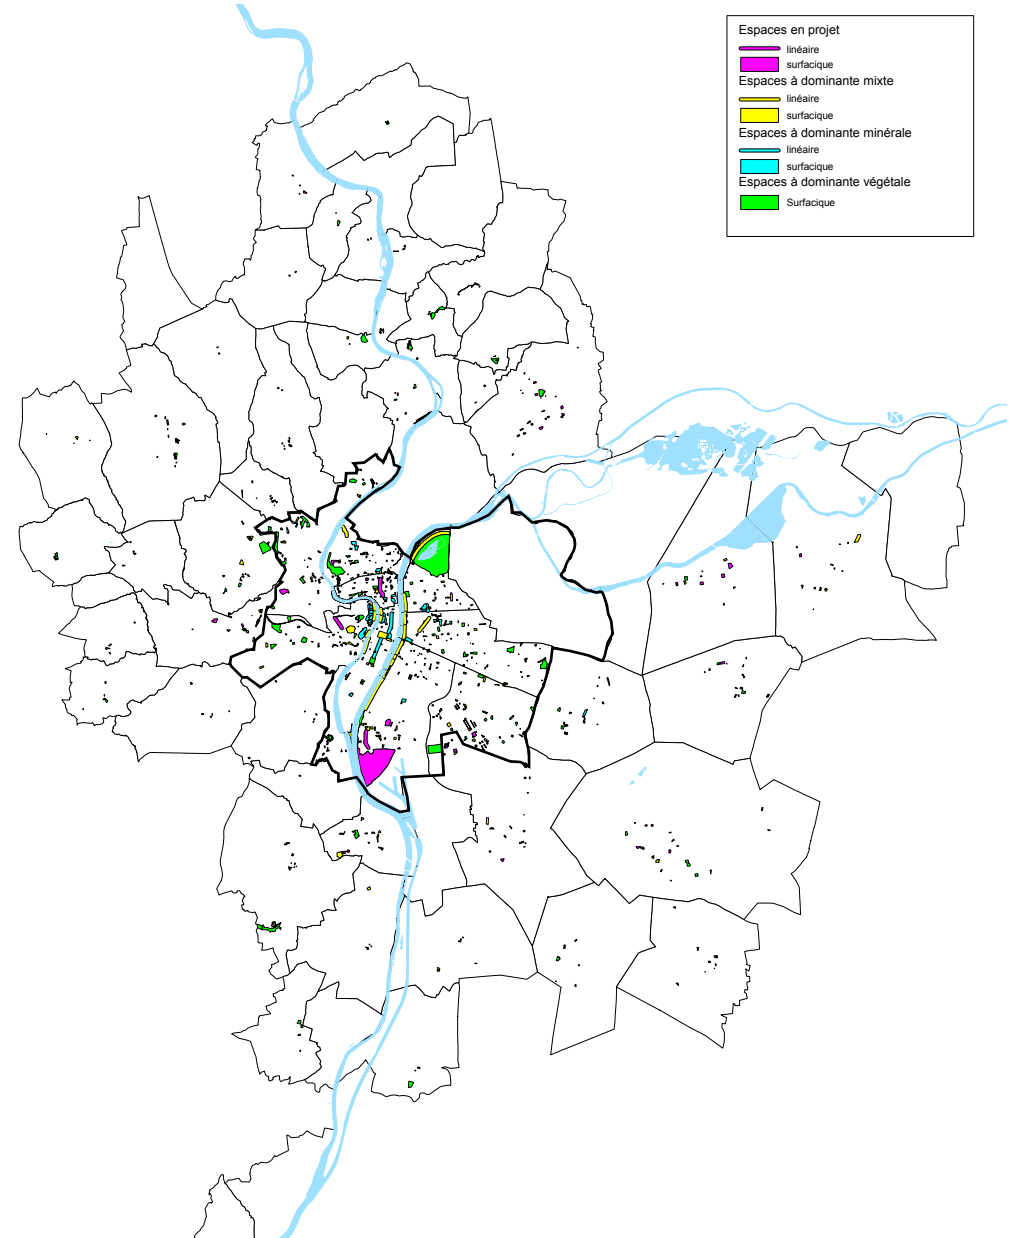 Espaces en projet
linéaire
surfacique
Espaces à dominante mixte
linéaire
surfacique
Espaces à dominante minérale
linéaire
surfacique
Espaces à dominante végétale
Surfacique